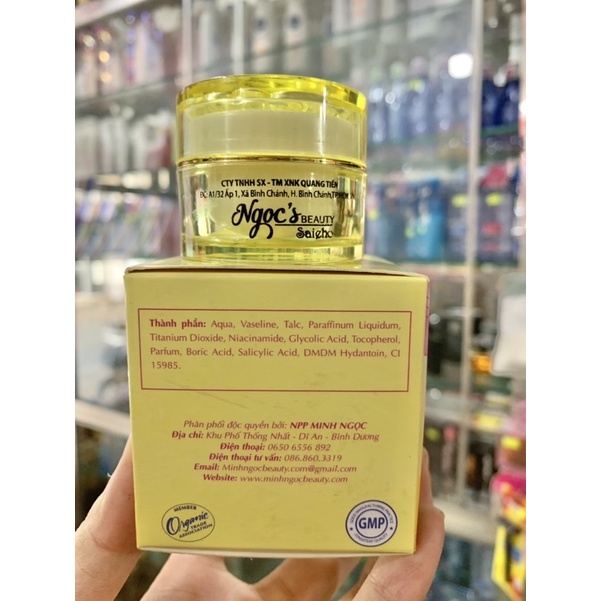 CTY TNHH SX - TM XNK QUANG TIẾN
ĐC: A1/32 Ấp 1, Xã Bình Chánh, H. Bình Chánh,
Ngọc's BEAUTY
Thành phần: Aqua, Vaseline, Talc, Paraffinum Liquidum,
Titanium Dioxide, Niacinamide, Glycolic Acid, Tocopherol,
Parfum, Boric Acid, Salicylic Acid, DMDM Hydantoin, CI
15985.
Phân phối độc quyền bởi: NPP MINH NGỌC
Địa chỉ: Khu Phố Thống Nhất - Dĩ An - Bình Dương
Điện thoại: 0650 6556 892
Điện thoại tư vấn: 086.860.3319
Email: Minhngocbeauty.com@gmail.com
Website: www.minhngocbeauty.com
MEMBER
Organic
TRADE
ASSOCIATION
GOOD MANUFACTURING PRACTICE
GMP